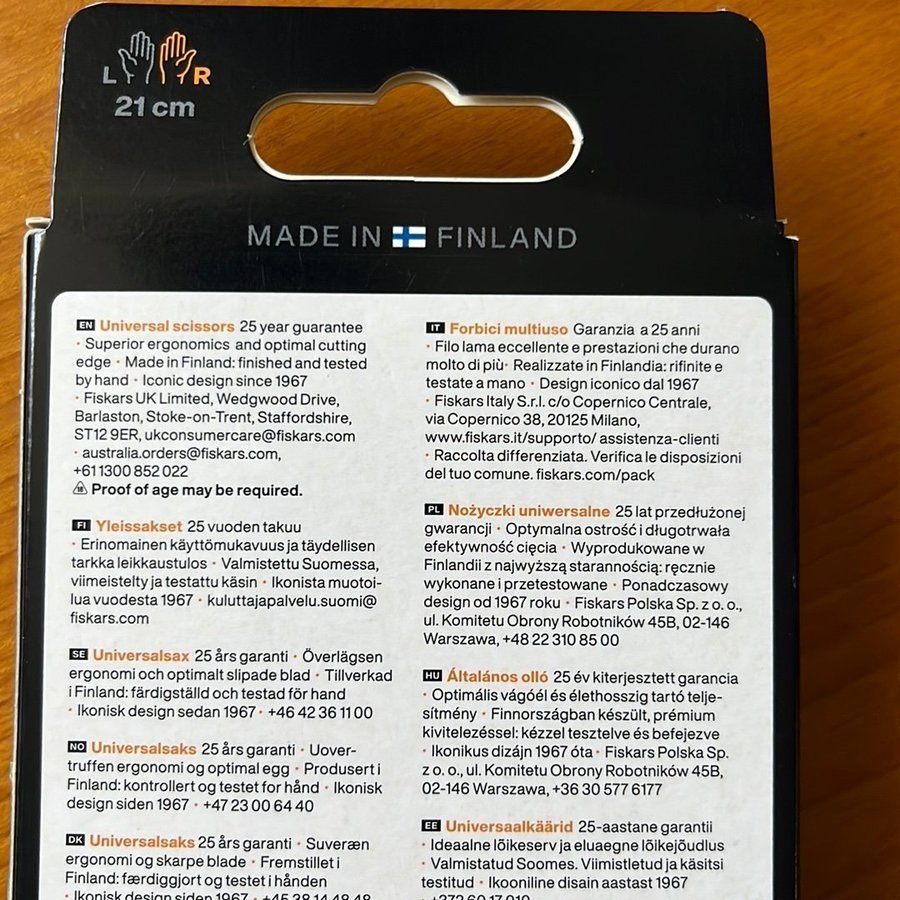 L R
21 cm
MADE IN FINLAND
EN Universal scissors 25 year guarantee
· Superior ergonomics and optimal cutting
edge · Made in Finland: finished and tested
by hand · Iconic design since 1967
· Fiskars UK Limited, Wedgwood Drive,
Barlaston, Stoke-on-Trent, Staffordshire,
ST12 9ER, ukconsumercare@fiskars.com
· australia.orders@fiskars.com,
+61 1300 852 022
18 Proof of age may be required.
FI Yleissakset 25 vuoden takuu
· Erinomainen käyttömukavuus ja täydellisen
tarkka leikkaustulos · Valmistettu Suomessa,
viimeistelty ja testattu käsin · Ikonista muotoi-
lua vuodesta 1967 · kuluttajapalvelu.suomi@
fiskars.com
SE Universalsax 25 års garanti · Överlägsen
ergonomi och optimalt slipade blad · Tillverkad
i Finland: färdigställd och testad för hand
· Ikonisk design sedan 1967 · +46 42 36 11 00
NO Universalsaks 25 års garanti · Uover-
truffen ergonomi og optimal egg · Produsert i
Finland: kontrollert og testet for hånd · Ikonisk
design siden 1967 · +47 23 00 64 40
DK Universalsaks 25 års garanti · Suveræn
ergonomi og skarpe blade · Fremstillet i
Finland: færdiggjort og testet i hånden
· Ikonisk design siden 1967 · +45 38 14 48 48
IT Forbici multiuso Garanzia a 25 anni
· Filo lama eccellente e prestazioni che durano
molto di più· Realizzate in Finlandia: rifinite e
testate a mano · Design iconico dal 1967
· Fiskars Italy S.r.l. c/o Copernico Centrale,
via Copernico 38, 20125 Milano,
www.fiskars.it/supporto/ assistenza-clienti
· Raccolta differenziata. Verifica le disposizioni
del tuo comune. fiskars.com/pack
PL Nożyczki uniwersalne 25 lat przedłużonej
gwarancji · Optymalna ostrość i długotrwała
efektywność cięcia · Wyprodukowane w
Finlandii z najwyższą starannością: ręcznie
wykonane i przetestowane · Ponadczasowy
design od 1967 roku · Fiskars Polska Sp. z o. o.,
ul. Komitetu Obrony Robotników 45B, 02-146
Warszawa, +48 22 310 85 00
HU Általános olló 25 év kiterjesztett garancia
· Optimális vágóél és élethosszig tartó telje-
sítmény · Finnországban készült, prémium
kivitelezéssel: kézzel tesztelve és befejezve
· Ikonikus dizájn 1967 óta · Fiskars Polska Sp.
z o. o., ul. Komitetu Obrony Robotników 45B,
02-146 Warszawa, +36 30 577 6177
EE Universaalkäärid 25-aastane garantii
· Ideaalne lõikeserv ja eluaegne lõikejõudlus
· Valmistatud Soomes. Viimistletud ja käsitsi
testitud · Ikooniline disain aastast 1967